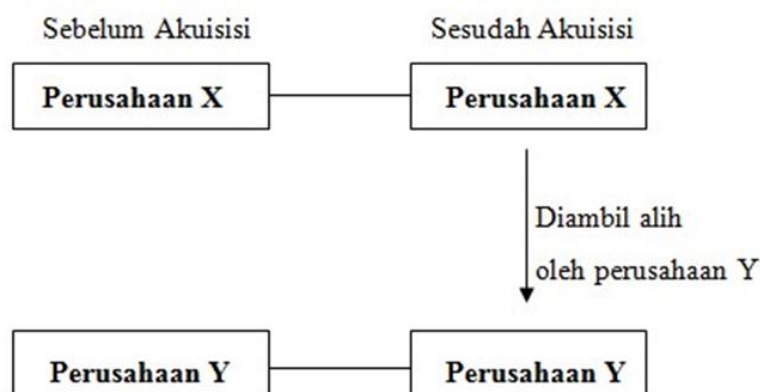 Sebelum Akuisisi
Sesudah Akuisisi
Perusahaan X
Perusahaan X
Diambil alih
oleh perusahaan Y
Perusahaan Y
Perusahaan Y